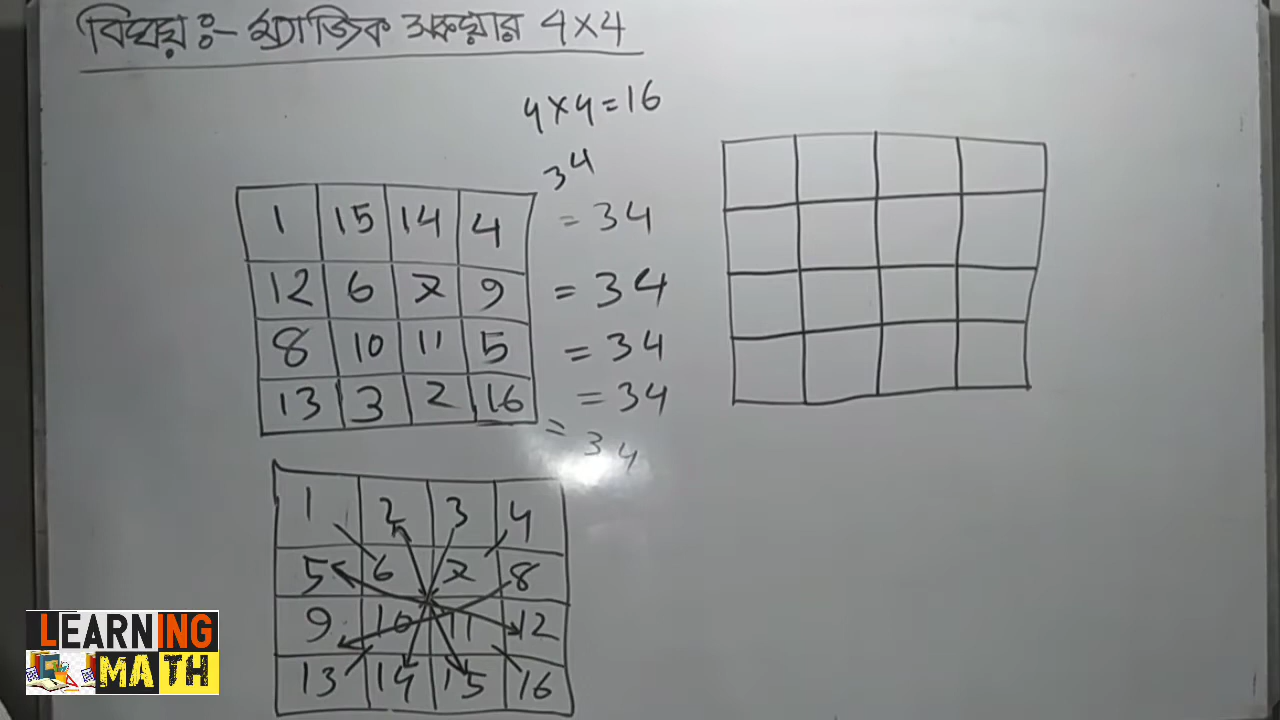 বিষয়ঃ- ম্যাজিক স্কয়ার 4×4
4×4=16
34
1 15 14 4 = 34
12 6 7 9 = 34
8 10 11 5 = 34
13 3 2 16 = 34
= 34
1 2 3 4
5 6 7 8
9 10 11 12
13 14 15 16
LEARNING
MATH